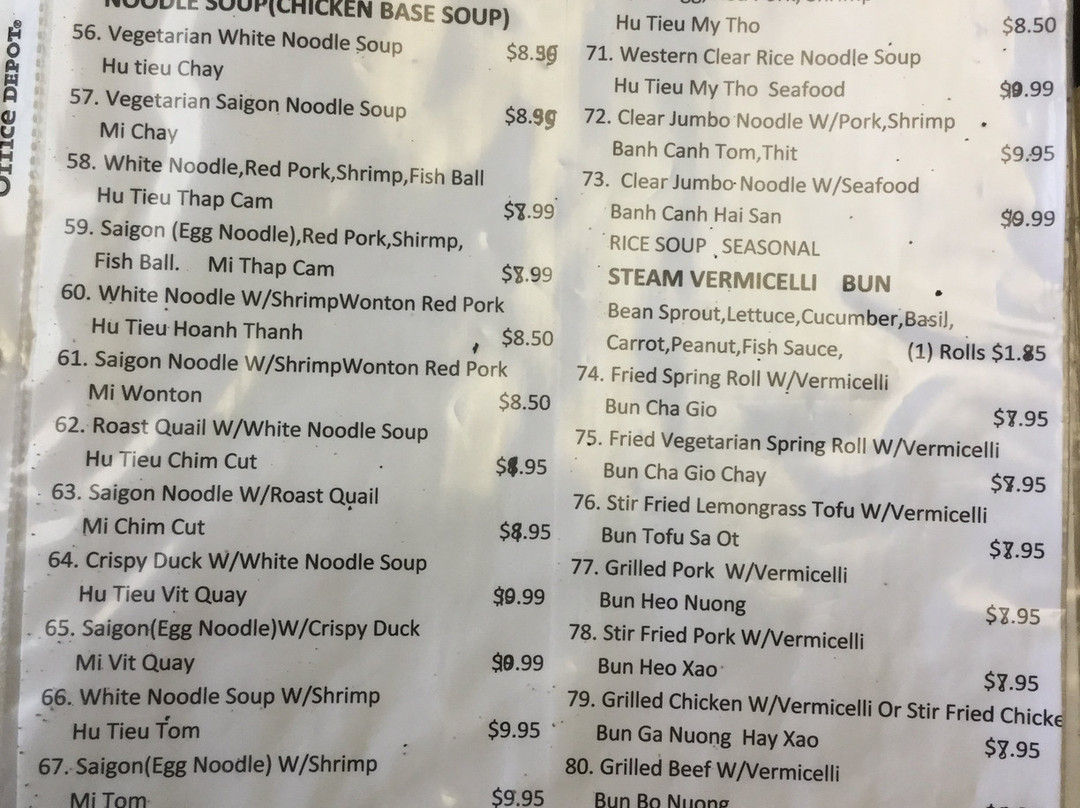 Office DEPOT®
NOODLE SOUP(CHICKEN BASE SOUP)
56. Vegetarian White Noodle Soup
Hu tieu Chay
57. Vegetarian Saigon Noodle Soup
Mi Chay
58. White Noodle,Red Pork,Shrimp,Fish Ball
Hu Tieu Thap Cam
59. Saigon (Egg Noodle),Red Pork,Shirmp,
Fish Ball. Mi Thap Cam
60. White Noodle W/ShrimpWonton Red Pork
Hu Tieu Hoanh Thanh $8.50
61. Saigon Noodle W/ShrimpWonton Red Pork
Mi Wonton $8.50
62. Roast Quail W/White Noodle Soup
Hu Tieu Chim Cut
63. Saigon Noodle W/Roast Quail
Mi Chim Cut
64. Crispy Duck W/White Noodle Soup
Hu Tieu Vit Quay
65. Saigon(Egg Noodle)W/Crispy Duck
Mi Vit Quay
66. White Noodle Soup W/Shrimp
Hu Tieu Tom $9.95
67. Saigon(Egg Noodle) W/Shrimp
Mi Tom $9.95
Hu Tieu My Tho $8.50
71. Western Clear Rice Noodle Soup
Hu Tieu My Tho Seafood
72. Clear Jumbo Noodle W/Pork,Shrimp
Banh Canh Tom,Thit $9.95
73. Clear Jumbo Noodle W/Seafood
Banh Canh Hai San
RICE SOUP SEASONAL
STEAM VERMICELLI BUN
Bean Sprout,Lettuce,Cucumber,Basil,
Carrot,Peanut,Fish Sauce, (1) Rolls $1.85
74. Fried Spring Roll W/Vermicelli
Bun Cha Gio
75. Fried Vegetarian Spring Roll W/Vermicelli
Bun Cha Gio Chay
76. Stir Fried Lemongrass Tofu W/Vermicelli
Bun Tofu Sa Ot
77. Grilled Pork W/Vermicelli
Bun Heo Nuong
78. Stir Fried Pork W/Vermicelli
Bun Heo Xao
79. Grilled Chicken W/Vermicelli Or Stir Fried Chicke
Bun Ga Nuong Hay Xao
80. Grilled Beef W/Vermicelli
Bun Bo Nuong